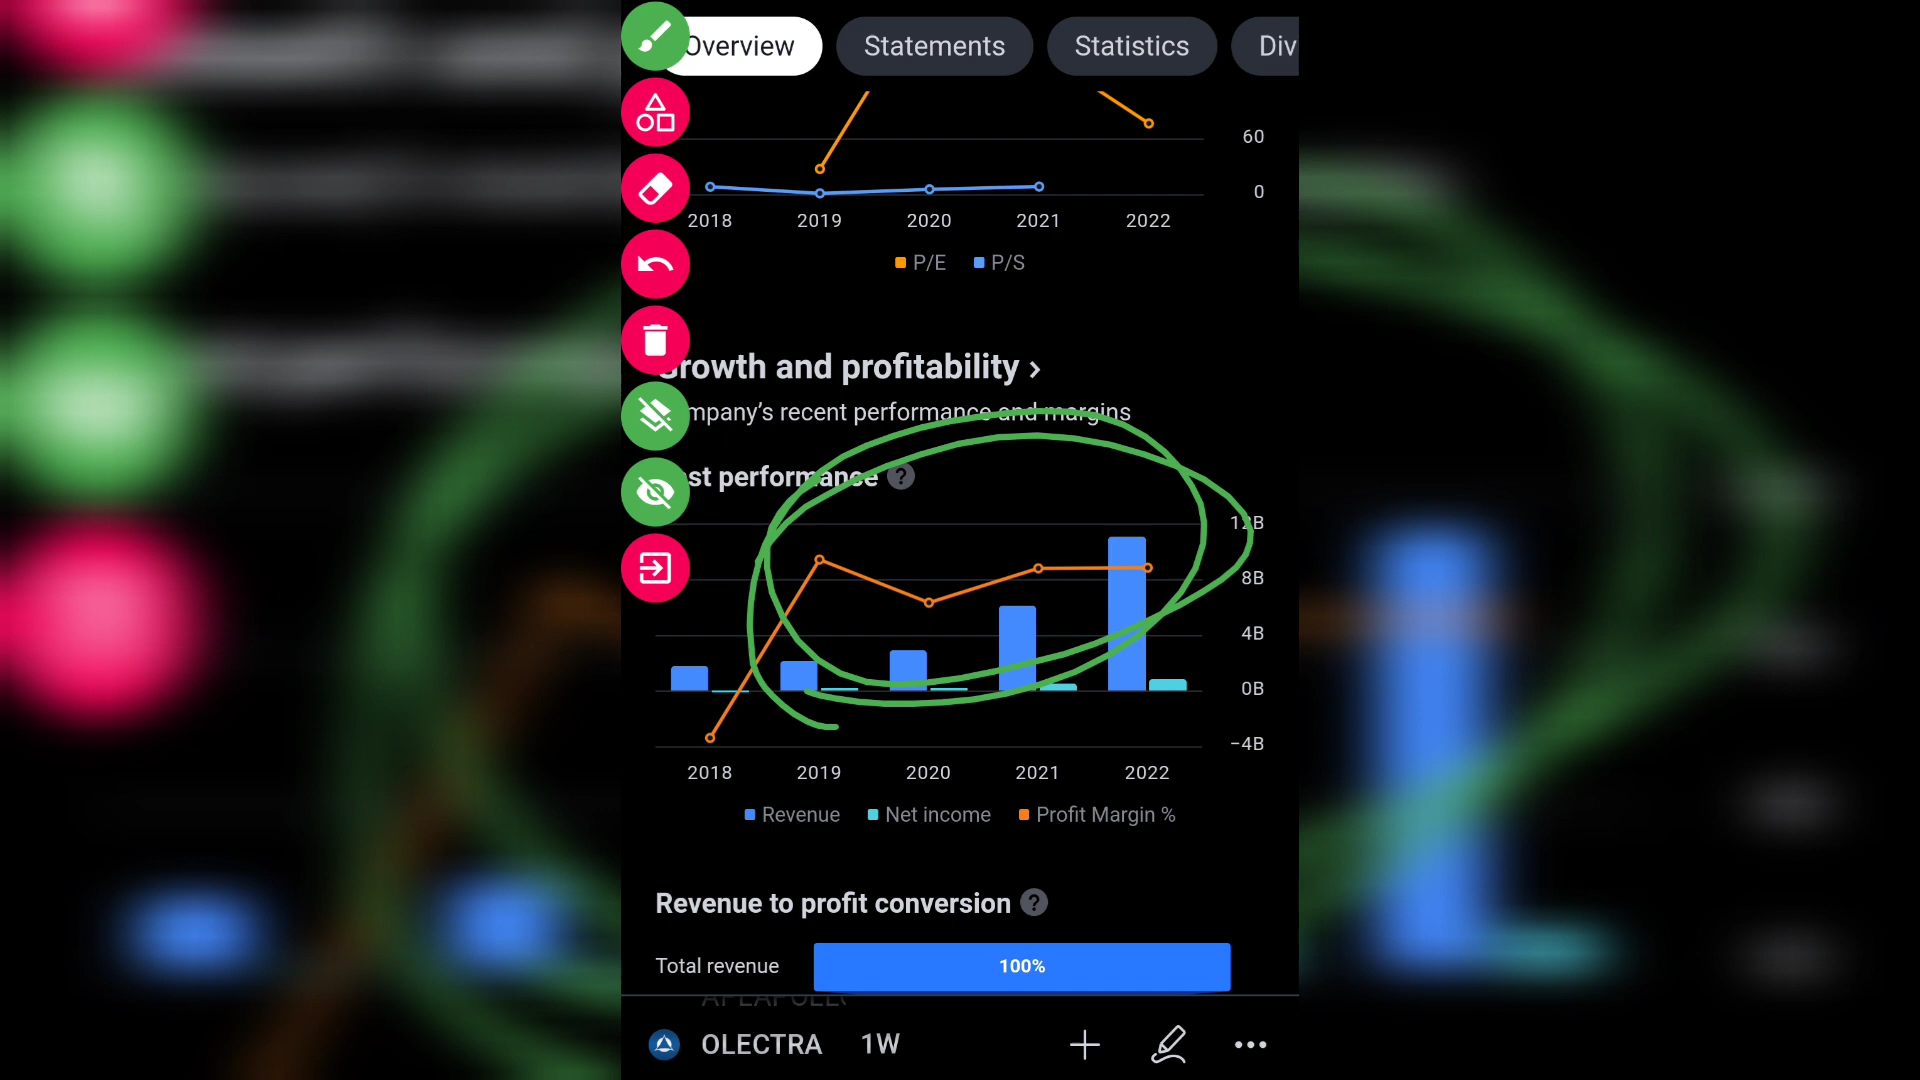 Overview Statements Statistics Div
60
0
2018 2019 2020 2021 2022
P/E P/S
Growth and profitability ›
mpany's recent performance and margins
st performance ?
12B
8B
4B
0B
−4B
2018 2019 2020 2021 2022
Revenue Net income Profit Margin %
Revenue to profit conversion ?
Total revenue 100%
OLECTRA 1W